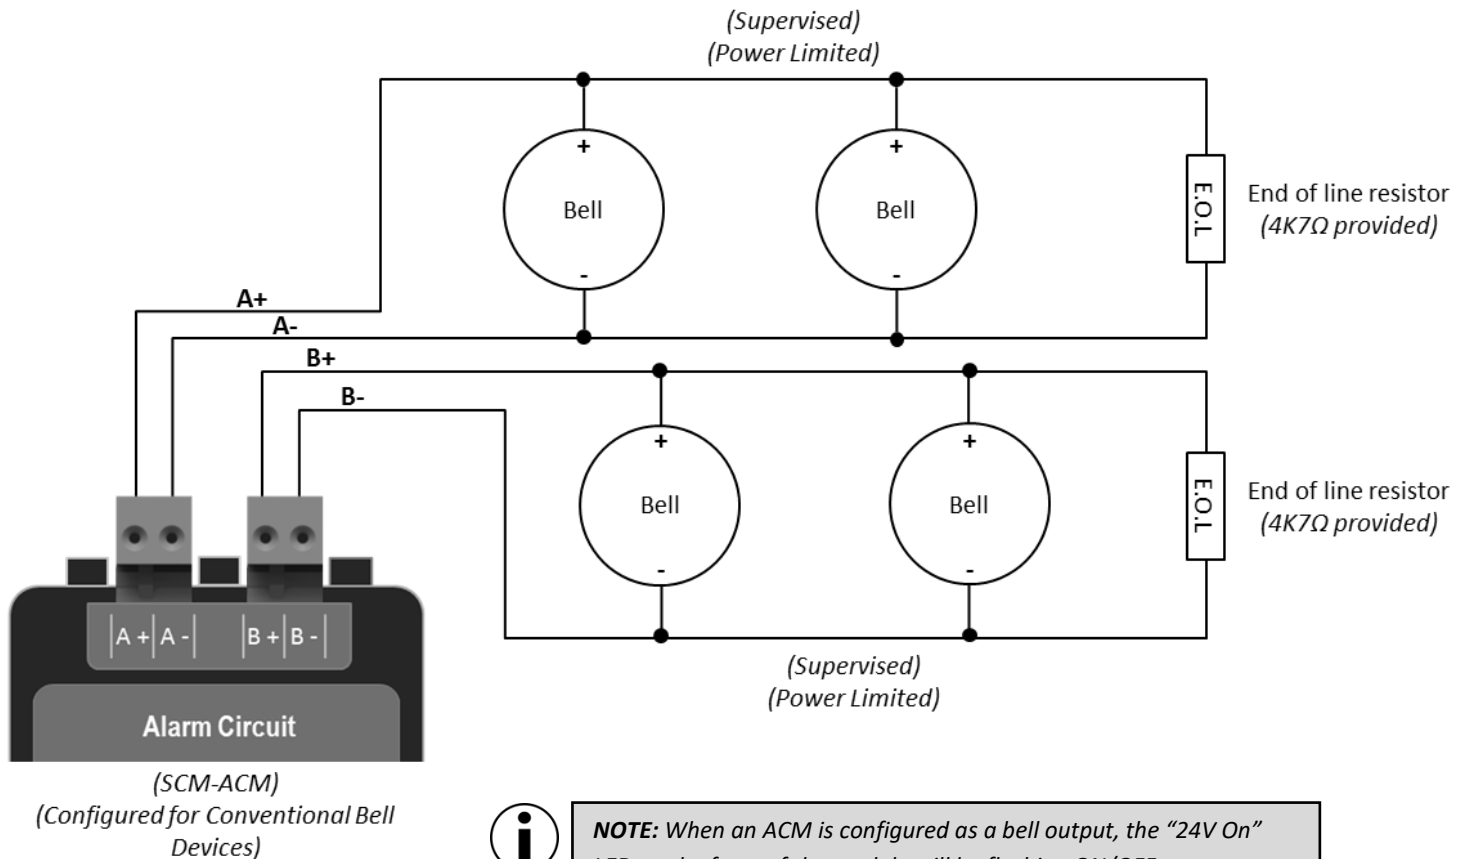 (Supervised)
(Power Limited)
+
Bell
-
+
Bell
-
E.O.L
End of line resistor
(4K7Ω provided)
A+
A-
B+
B-
+
Bell
-
+
Bell
-
E.O.L
End of line resistor
(4K7Ω provided)
A + A - B + B -
(Supervised)
(Power Limited)
Alarm Circuit
(SCM-ACM)
(Configured for Conventional Bell
Devices)
NOTE: When an ACM is configured as a bell output, the “24V On”